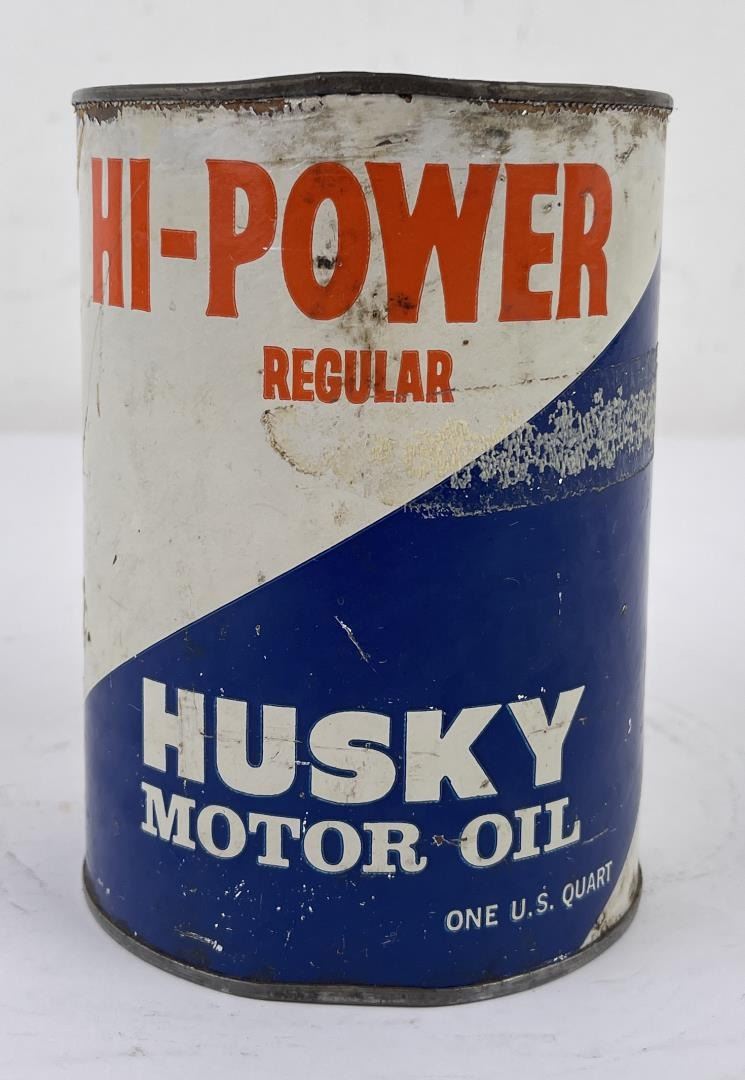 HI-POWER
REGULAR
HUSKY
MOTOR OIL
ONE U.S. QUART